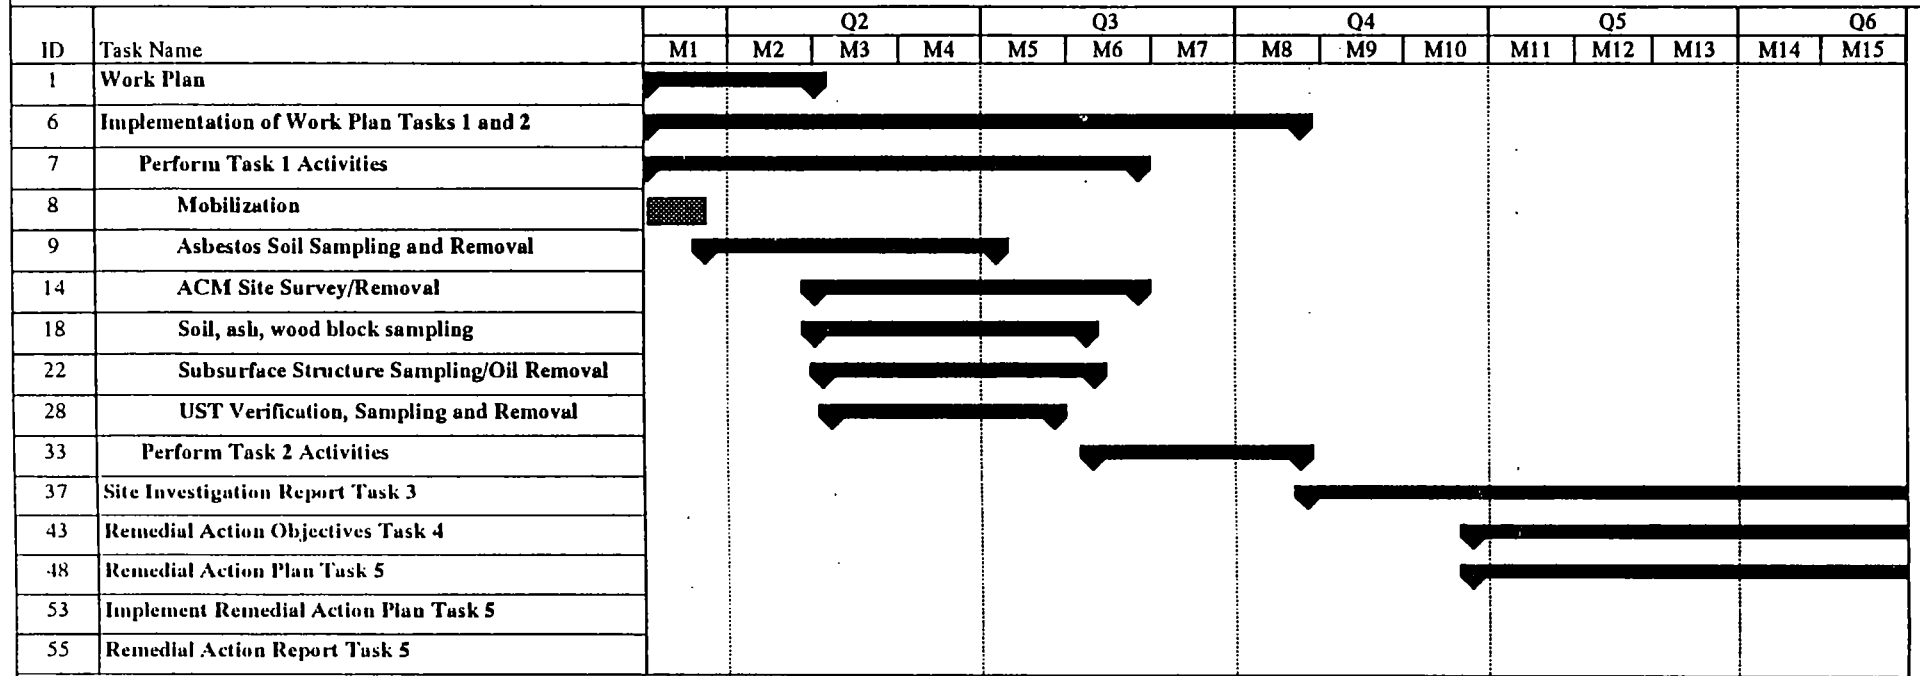 Q2 Q3 Q4 Q5 Q6
ID Task Name M1 M2 M3 M4 M5 M6 M7 M8 M9 M10 M11 M12 M13 M14 M15
1 Work Plan
6 Implementation of Work Plan Tasks 1 and 2
7 Perform Task 1 Activities
8 Mobilization
9 Asbestos Soil Sampling and Removal
14 ACM Site Survey/Removal
18 Soil, ash, wood block sampling
22 Subsurface Structure Sampling/Oil Removal
28 UST Verification, Sampling and Removal
33 Perform Task 2 Activities
37 Site Investigation Report Task 3
43 Remedial Action Objectives Task 4
48 Remedial Action Plan Task 5
53 Implement Remedial Action Plan Task 5
55 Remedial Action Report Task 5